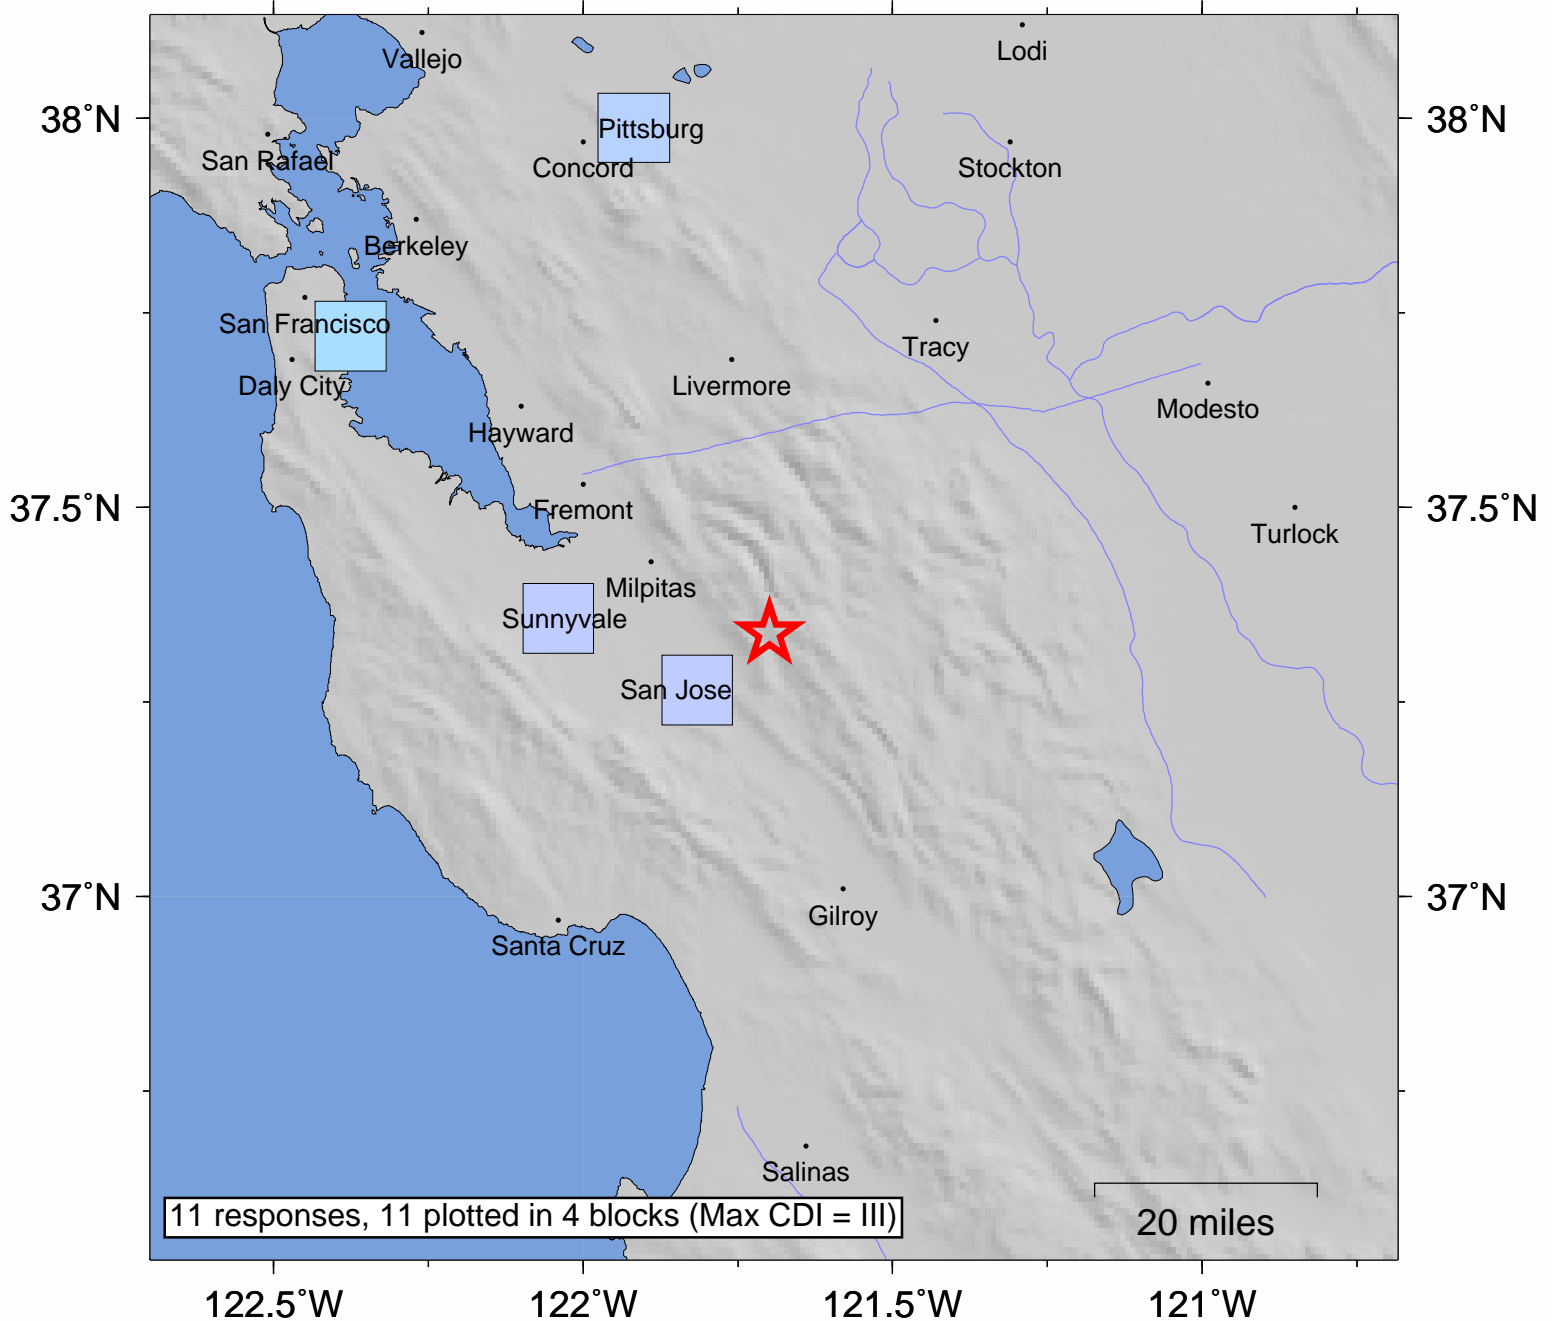 Vallejo
Lodi
38°N
38°N
Pittsburg
San Rafael
Concord
Stockton
Berkeley
San Francisco
Tracy
Daly City
Livermore
Modesto
Hayward
37.5°N
37.5°N
Fremont
Turlock
Milpitas
Sunnyvale
San Jose
37°N
37°N
Gilroy
Santa Cruz
Salinas
11 responses, 11 plotted in 4 blocks (Max CDI = III)
20 miles
122.5°W
122°W
121.5°W
121°W